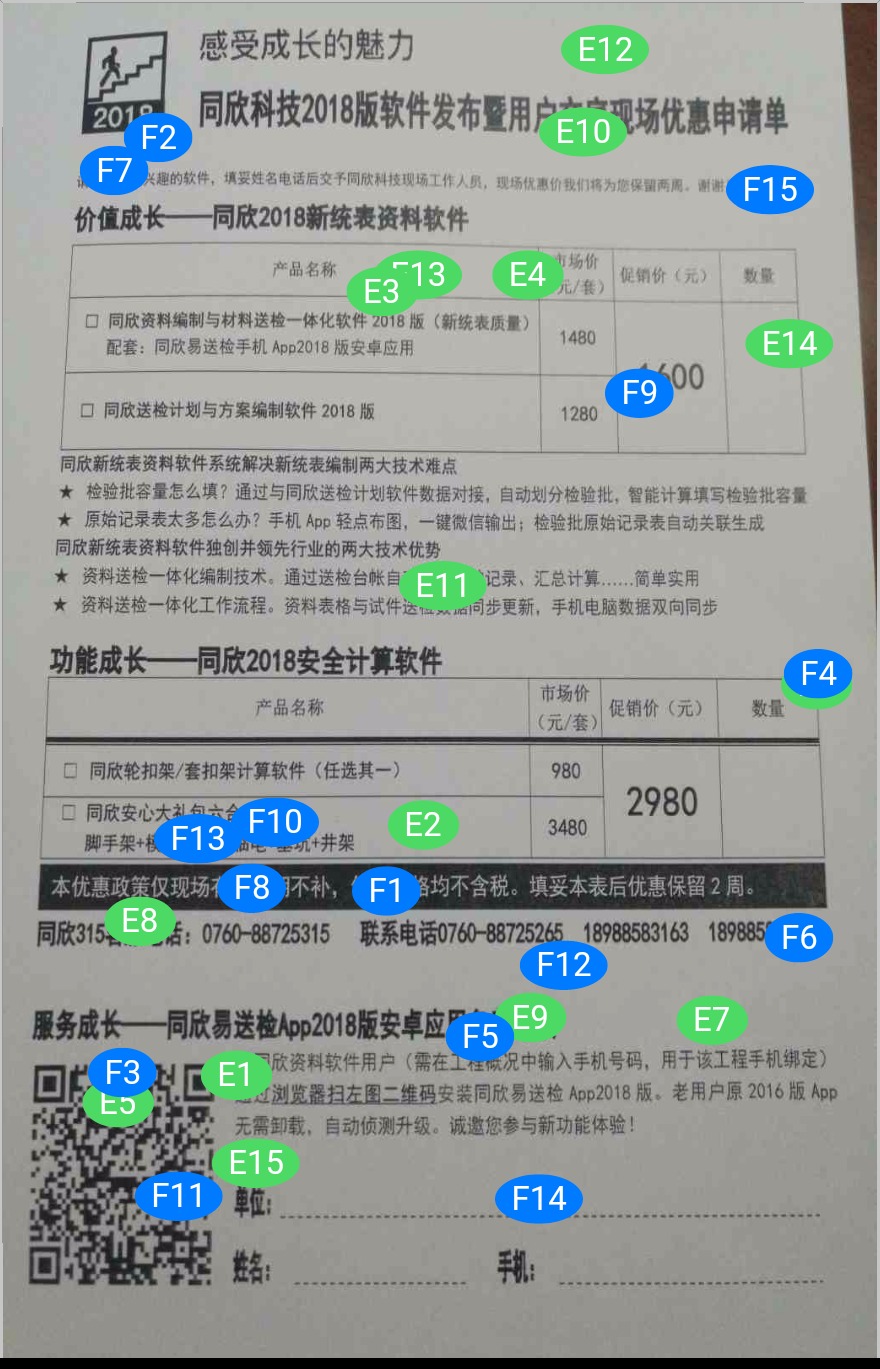 感受成长的魅力
2018
同欣科技2018版软件发布暨用户 现场优惠申请单
兴趣的软件，填妥姓名电话后交予同欣科技现场工作人员，现场优惠价我们将为您保留两周。谢谢
价值成长——同欣2018新统表资料软件
产品名称 市场价 促销价（元） 数量
元/套）
□ 同欣资料编制与材料送检一体化软件 2018 版（新统表质量） 1480
配套：同欣易送检手机 App2018 版安卓应用
600
□ 同欣送检计划与方案编制软件 2018 版 1280
同欣新统表资料软件系统解决新统表编制两大技术难点
★ 检验批容量怎么填？通过与同欣送检计划软件数据对接，自动划分检验批，智能计算填写检验批容量
★ 原始记录表太多怎么办？手机 App 轻点布图，一键微信输出；检验批原始记录表自动关联生成
同欣新统表资料软件独创并领先行业的两大技术优势
★ 资料送检一体化编制技术。通过送检台帐自 记录、汇总计算……简单实用
★ 资料送检一体化工作流程。资料表格与试件送检数据同步更新，手机电脑数据双向同步
功能成长——同欣2018安全计算软件
产品名称 市场价 促销价（元） 数量
（元/套）
□ 同欣轮扣架/套扣架计算软件（任选其一） 980
2980
□ 同欣安心大礼包六合 3480
脚手架+ 基坑+井架
本优惠政策仅现场 不补， 格均不含税。填妥本表后优惠保留 2 周。
同欣315 电话：0760-88725315 联系电话0760-88725265 18988583163 189885
服务成长——同欣易送检App2018版安卓应用
同欣资料软件用户（需在工程概况中输入手机号码，用于该工程手机绑定）
通过浏览器扫左图二维码安装同欣易送检 App2018 版。老用户原 2016 版 App
无需卸载，自动侦测升级。诚邀您参与新功能体验！
单位：
姓名： 手机：
F2
F7
F15
E12
E10
E13
E3
E4
E14
F9
E11
F4
F10
F13
E2
F8
F1
E8
F6
F12
E9
F5
E7
F3
E5
E1
E15
F11
F14